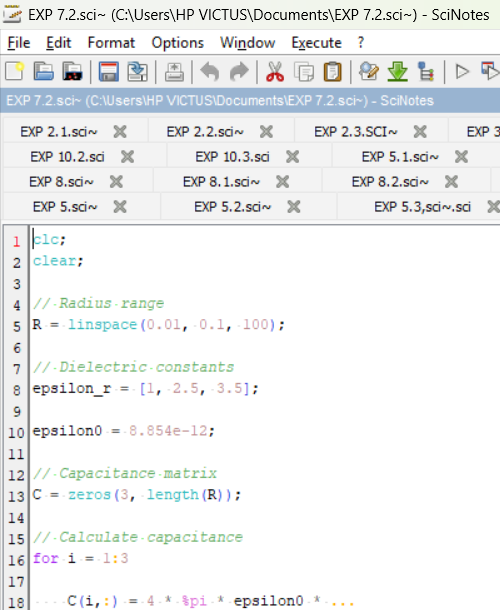 EXP 7.2.sci~ (C:\Users\HP VICTUS\Documents\EXP 7.2.sci~) - SciNotes
File Edit Format Options Window Execute ?
EXP 7.2.sci~ (C:\Users\HP VICTUS\Documents\EXP 7.2.sci~) - SciNotes
EXP 2.1.sci~ EXP 2.2.sci~ EXP 2.3.SCI~ EXP 3
EXP 10.2.sci EXP 10.3.sci EXP 5.1.sci~
EXP 8.sci~ EXP 8.1.sci~ EXP 8.2.sci~
EXP 5.sci~ EXP 5.2.sci~ EXP 5.3,sci~.sci
1 clc;
2 clear;
3
4 // Radius range
5 R = linspace(0.01, 0.1, 100);
6
7 // Dielectric constants
8 epsilon_r = [1, 2.5, 3.5];
9
10 epsilon0 = 8.854e-12;
11
12 // Capacitance matrix
13 C = zeros(3, length(R));
14
15 // Calculate capacitance
16 for i = 1:3
17
18 C(i,:) = 4 * %pi * epsilon0 * ...